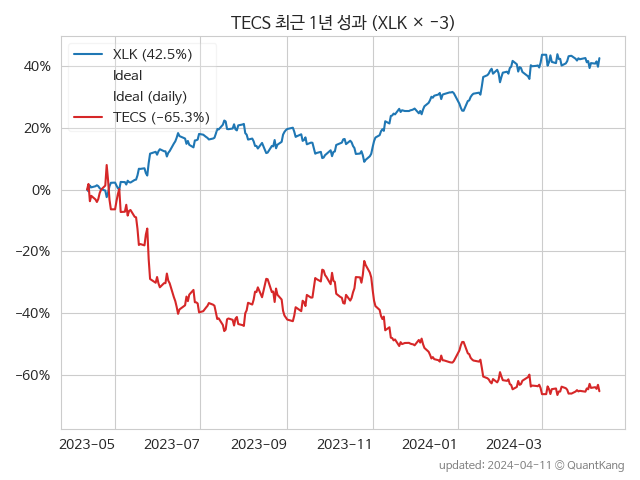 TECS 최근 1년 성과 (XLK × −3)
XLK (42.5%)
Ideal
Ideal (daily)
TECS (−65.3%)
40%
20%
0%
−20%
−40%
−60%
2023-05 2023-07 2023-09 2023-11 2024-01 2024-03
updated: 2024-04-11 © QuantKang